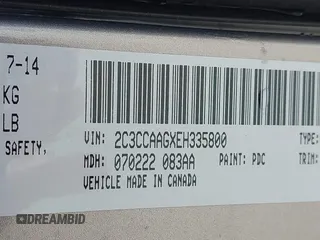 7-14
KG
LB
SAFETY,
VIN: 2C3CCAAGXEH335800 TYPE:
MDH: 070222 083AA PAINT: PDC TRIM:
VEHICLE MADE IN CANADA
DREAMBID